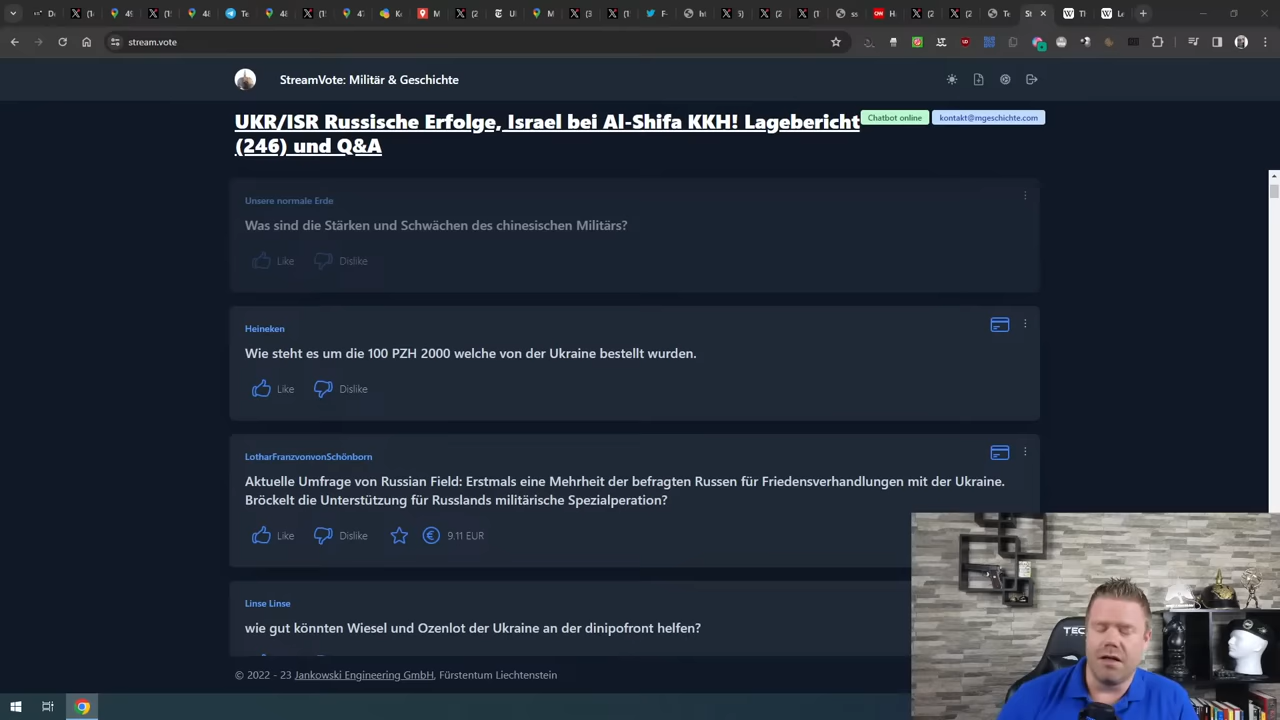 stream.vote
StreamVote: Militär & Geschichte
UKR/ISR Russische Erfolge, Israel bei Al-Shifa KKH! Lagebericht
(246) und Q&A
Chatbot online
kontakt@mgeschichte.com
Unsere normale Erde
Was sind die Stärken und Schwächen des chinesischen Militärs?
Like Dislike
Heineken
Wie steht es um die 100 PZH 2000 welche von der Ukraine bestellt wurden.
Like Dislike
LotharFranzvonvonSchönborn
Aktuelle Umfrage von Russian Field: Erstmals eine Mehrheit der befragten Russen für Friedensverhandlungen mit der Ukraine.
Bröckelt die Unterstützung für Russlands militärische Spezialperation?
Like Dislike 9.11 EUR
Linse Linse
wie gut könnten Wiesel und Ozenlot der Ukraine an der dinipofront helfen?
© 2022 - 23 Jankowski Engineering GmbH, Fürstentum Liechtenstein
TEC